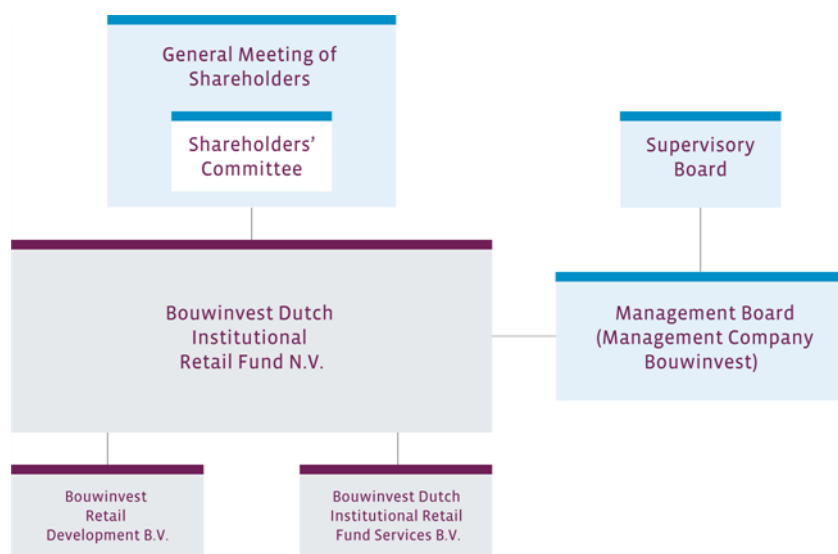 General Meeting of
Shareholders
Shareholders’
Committee
Supervisory
Board
Bouwinvest Dutch
Institutional
Retail Fund N.V.
Management Board
(Management Company
Bouwinvest)
Bouwinvest
Retail
Development B.V.
Bouwinvest Dutch
Institutional Retail
Fund Services B.V.